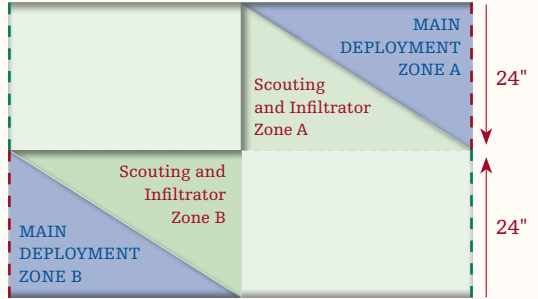 MAIN
DEPLOYMENT
ZONE A
24"
Scouting
and Infiltrator
Zone A
Scouting and
Infiltrator
Zone B
24"
MAIN
DEPLOYMENT
ZONE B